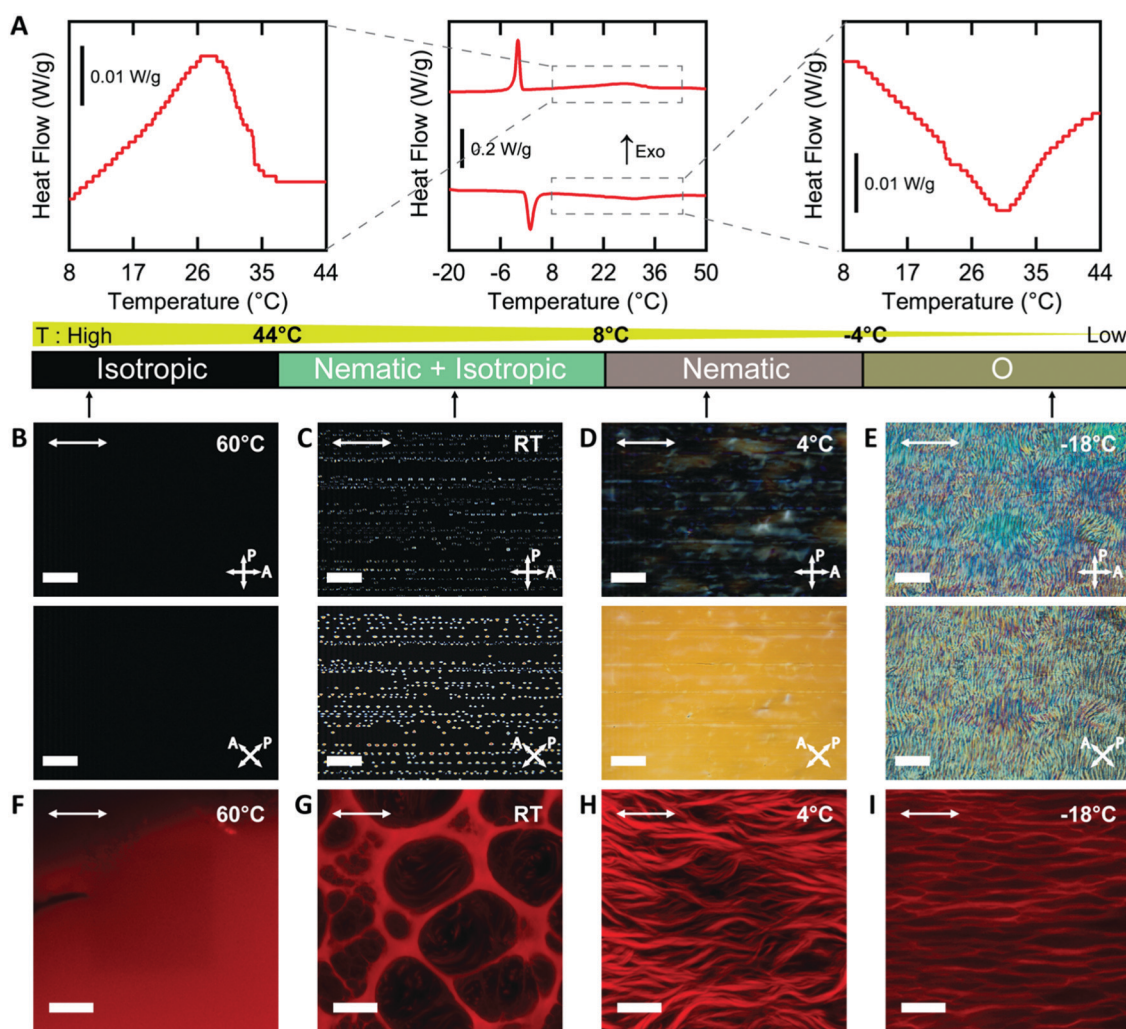 A
Heat Flow (W/g)
0.01 W/g
8 17 26 35 44
Temperature (°C)
Heat Flow (W/g)
0.2 W/g
Exo
-20 -6 8 22 36 50
Temperature (°C)
Heat Flow (W/g)
0.01 W/g
8 17 26 35 44
Temperature (°C)
T : High 44°C 8°C -4°C Low
Isotropic Nematic + Isotropic Nematic O
B 60°C
P
A
C RT
P
A
D 4°C
P
A
E -18°C
P
A
A P
A P
A P
A P
F 60°C
G RT
H 4°C
I -18°C